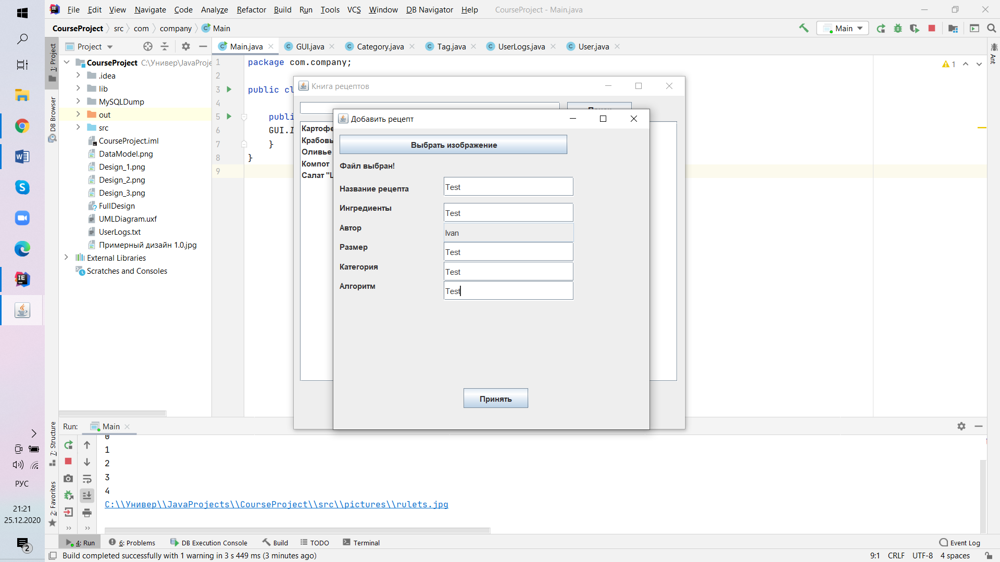 File Edit View Navigate Code Analyze Refactor Build Run Tools VCS Window DB Navigator Help CourseProject - Main.java
CourseProject src com company Main
Main
Project
Main.java GUI.java Category.java Tag.java UserLogs.java User.java
1: Project
DB Browser
7: Structure
2: Favorites
Ant
CourseProject C:\Универ\JavaProje
.idea
lib
MySQLDump
out
src
CourseProject.iml
DataModel.png
Design_1.png
Design_2.png
Design_3.png
FullDesign
UMLDiagram.uxf
UserLogs.txt
Примерный дизайн 1.0.jpg
External Libraries
Scratches and Consoles
1 package com.company;
2
3 public cl
4
5 publi
6 GUI.I
7 }
8 }
9
1
Книга рецептов
Картофе
Крабовы
Оливье
Компот
Салат "Ц
Добавить рецепт
Выбрать изображение
Файл выбран!
Название рецепта Test
Ингредиенты Test
Автор Ivan
Размер Test
Категория Test
Алгоритм Test
Принять
Run: Main
0
1
2
3
4
C:\\Универ\\JavaProjects\\CourseProject\\src\\pictures\\rulets.jpg
4: Run 6: Problems DB Execution Console Build TODO Terminal Event Log
Build completed successfully with 1 warning in 3 s 449 ms (3 minutes ago) 9:1 CRLF UTF-8 4 spaces
РУС
21:21
25.12.2020
2